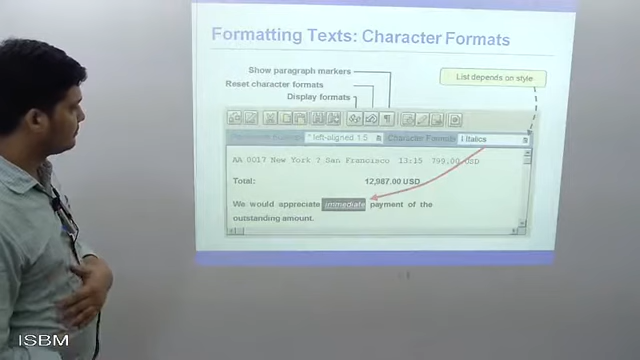 Formatting Texts: Character Formats
Show paragraph markers
Reset character formats
Display formats
List depends on style
* left-aligned 1.5
Character Formats
I Italics
AA 0017 New York ? San Francisco 13:15 799.00 USD
Total: 12,987.00 USD
We would appreciate immediate payment of the
outstanding amount.
ISBM